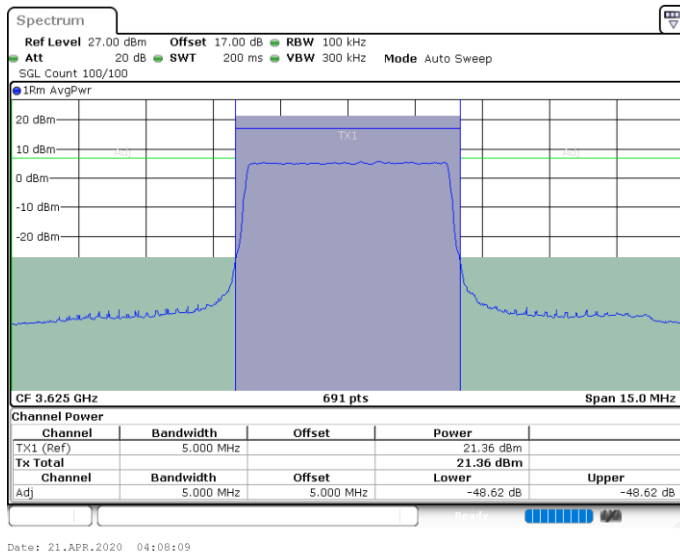 Spectrum
Ref Level 27.00 dBm Offset 17.00 dB RBW 100 kHz
Att 20 dB SWT 200 ms VBW 300 kHz Mode Auto Sweep
SGL Count 100/100
1Rm AvgPwr
20 dBm
TX1
10 dBm Adj Adj
0 dBm
-10 dBm
-20 dBm
CF 3.625 GHz 691 pts Span 15.0 MHz
Channel Power
Channel Bandwidth Offset Power
TX1 (Ref) 5.000 MHz 21.36 dBm
Tx Total 21.36 dBm
Channel Bandwidth Offset Lower Upper
Adj 5.000 MHz 5.000 MHz -48.62 dB -48.62 dB
Ready
Date: 21.APR.2020 04:08:09